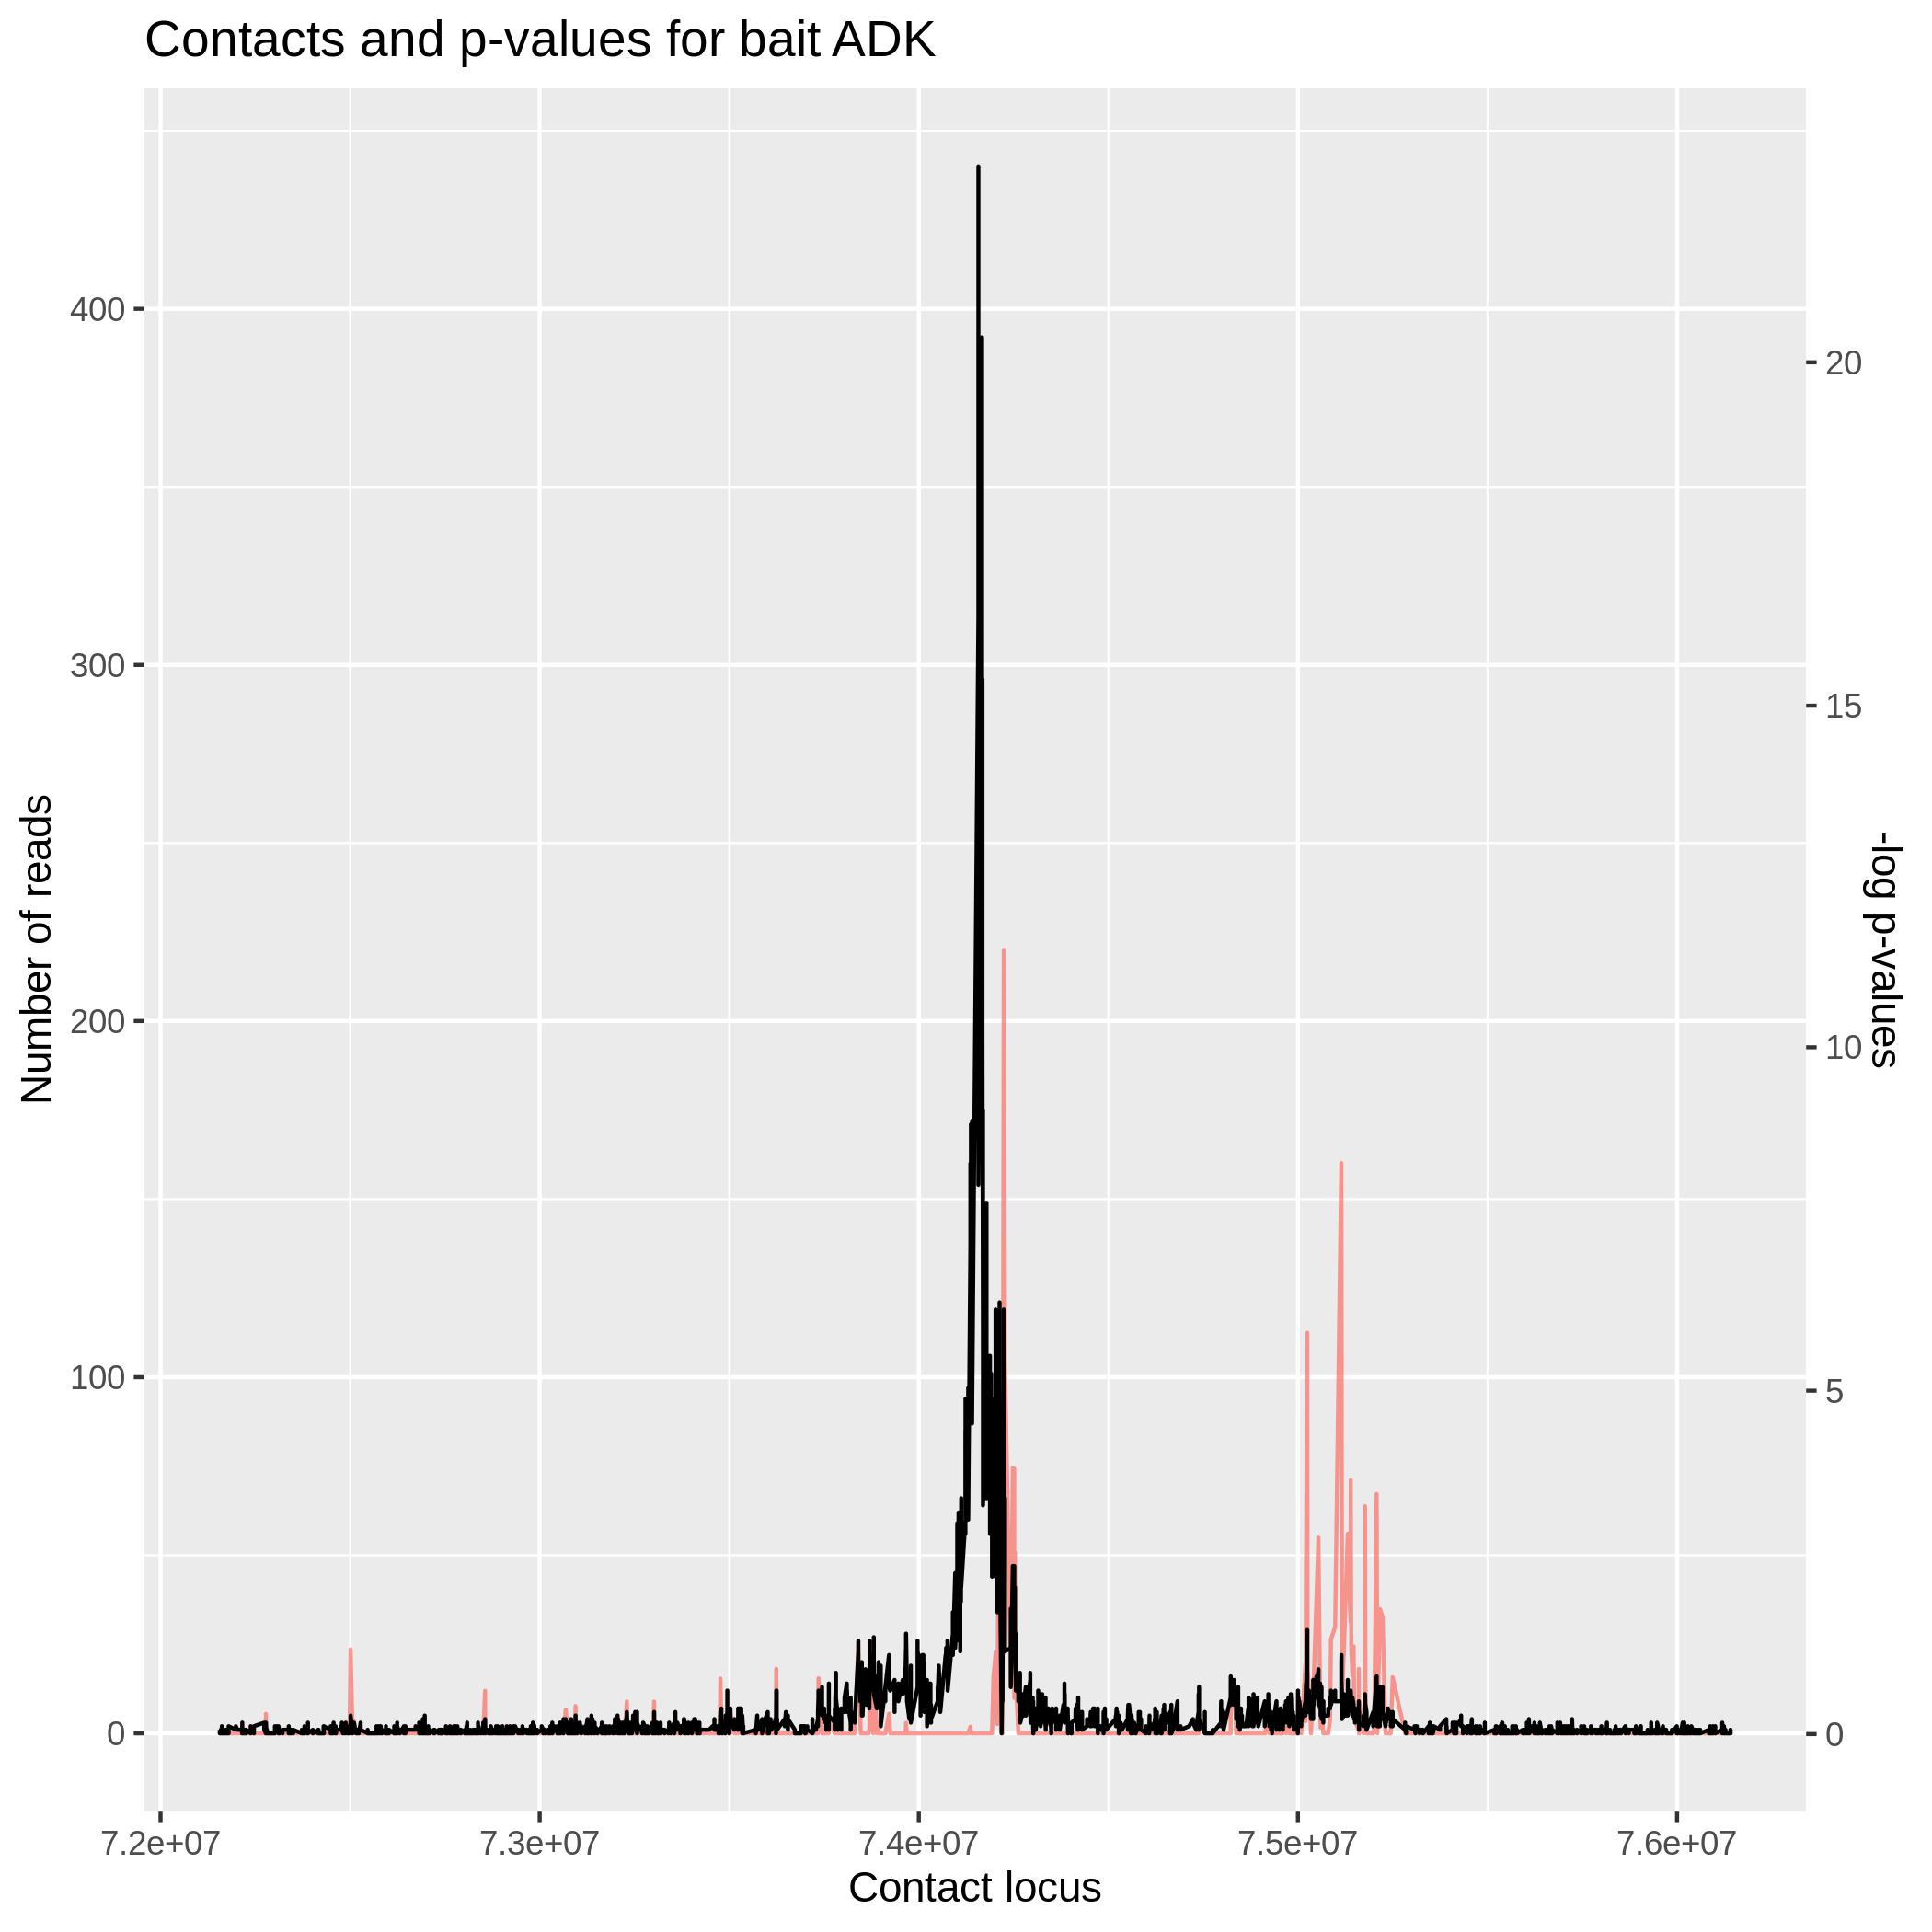 Contacts and p-values for bait ADK
Number of reads
400
300
200
100
0
20
15
10
5
0
-log p-values
7.2e+07
7.3e+07
7.4e+07
7.5e+07
7.6e+07
Contact locus